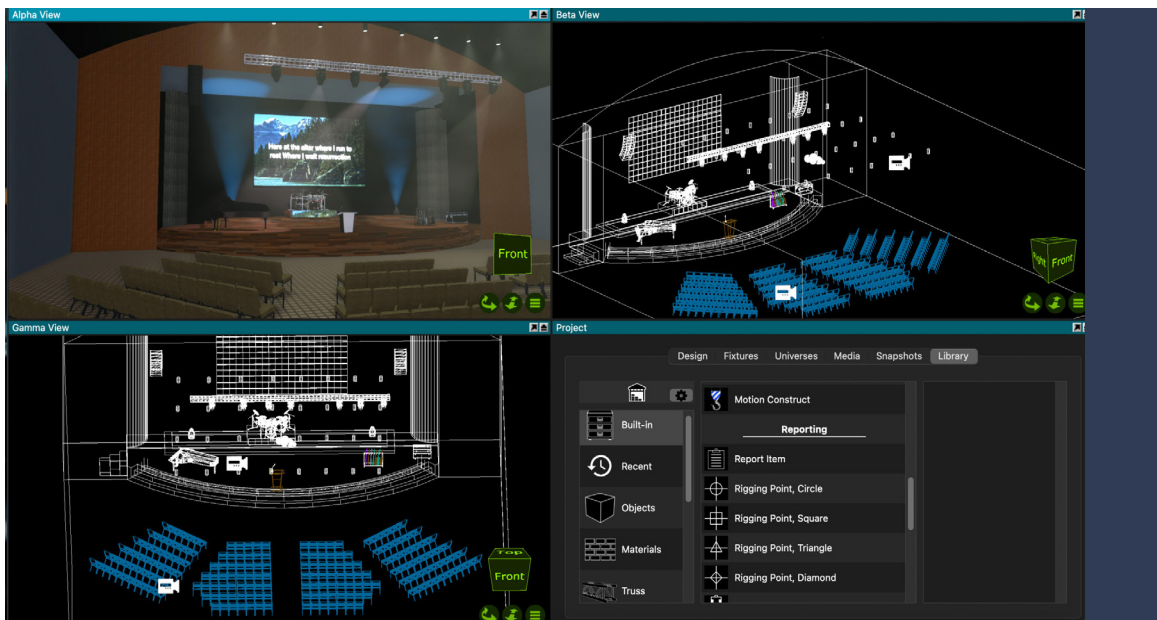 Alpha View
Here at the alter where I run to
rest Where I wait resurrection
Front
Beta View
Right
Front
Gamma View
Top
Front
Project
Design
Fixtures
Universes
Media
Snapshots
Library
Built-in
Recent
Objects
Materials
Truss
Motion Construct
Reporting
Report Item
Rigging Point, Circle
Rigging Point, Square
Rigging Point, Triangle
Rigging Point, Diamond